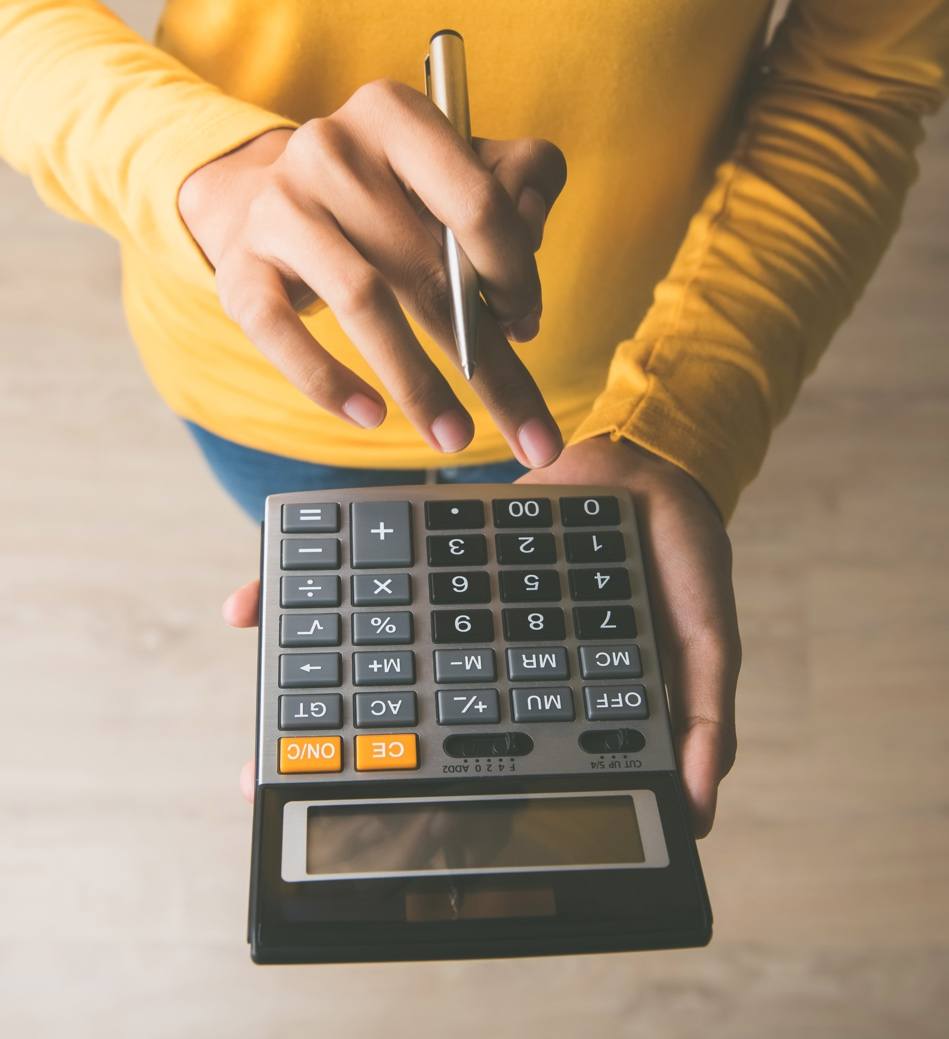 CUT UP 5/4 F 4 2 0 ADD2 CE ON/C
OFF MU +/− AC GT
MC MR M− M+ →
7 8 9 % √
4 5 6 × ÷
1 2 3 + −
0 00 • =